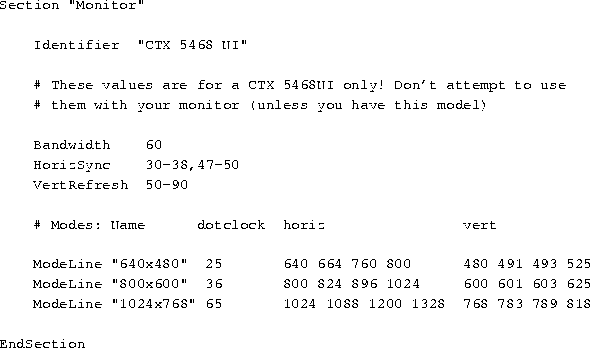 Section "Monitor"
Identifier "CTX 5468 UI"
# These values are for a CTX 5468UI only! Don't attempt to use
# them with your monitor (unless you have this model)
Bandwidth 60
HorizSync 30-38,47-50
VertRefresh 50-90
# Modes: Name dotclock horiz vert
ModeLine "640x480" 25 640 664 760 800 480 491 493 525
ModeLine "800x600" 36 800 824 896 1024 600 601 603 625
ModeLine "1024x768" 65 1024 1088 1200 1328 768 783 789 818
EndSection